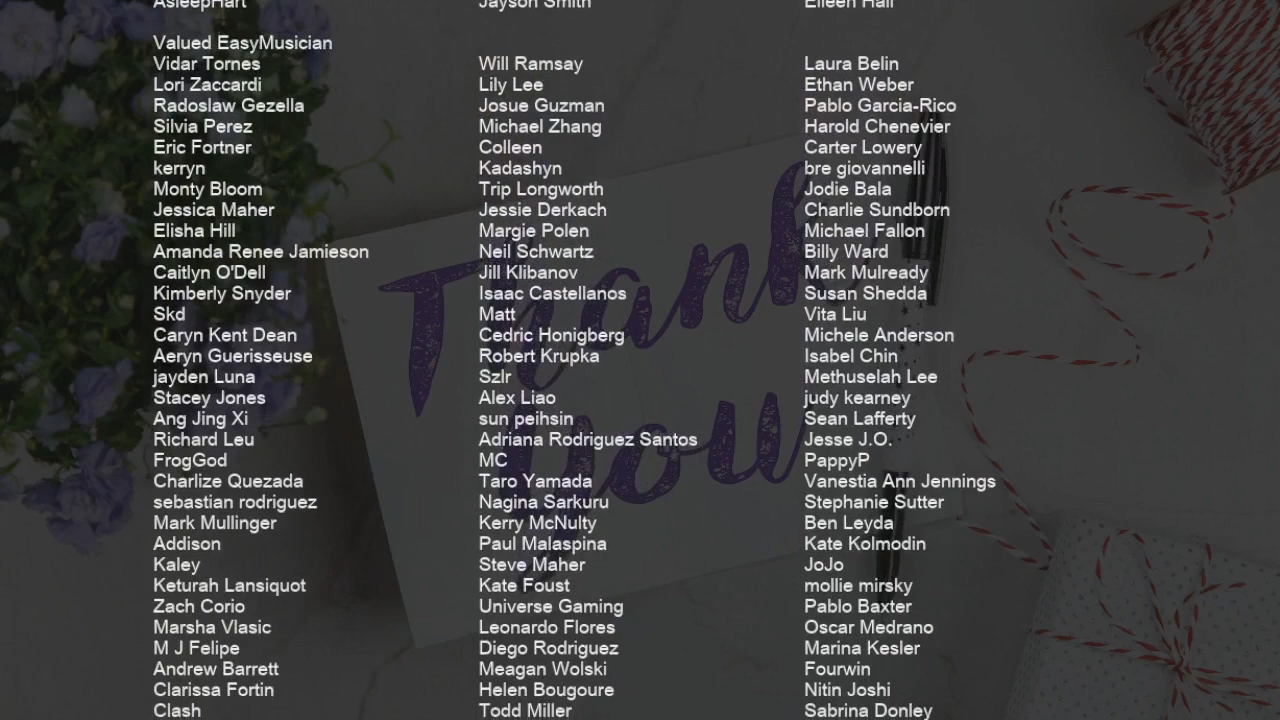 AsleepHart Jayson Smith Eileen Hall
Valued EasyMusician
Vidar Tornes Will Ramsay Laura Belin
Lori Zaccardi Lily Lee Ethan Weber
Radoslaw Gezella Josue Guzman Pablo Garcia-Rico
Silvia Perez Michael Zhang Harold Chenevier
Eric Fortner Colleen Carter Lowery
kerryn Kadashyn bre giovannelli
Monty Bloom Trip Longworth Jodie Bala
Jessica Maher Jessie Derkach Charlie Sundborn
Elisha Hill Margie Polen Michael Fallon
Amanda Renee Jamieson Neil Schwartz Billy Ward
Caitlyn O'Dell Jill Klibanov Mark Mulready
Kimberly Snyder Isaac Castellanos Susan Shedda
Skd Matt Vita Liu
Caryn Kent Dean Cedric Honigberg Michele Anderson
Aeryn Guerisseuse Robert Krupka Isabel Chin
jayden Luna Szlr Methuselah Lee
Stacey Jones Alex Liao judy kearney
Ang Jing Xi sun peihsin Sean Lafferty
Richard Leu Adriana Rodriguez Santos Jesse J.O.
FrogGod MC PappyP
Charlize Quezada Taro Yamada Vanestia Ann Jennings
sebastian rodriguez Nagina Sarkuru Stephanie Sutter
Mark Mullinger Kerry McNulty Ben Leyda
Addison Paul Malaspina Kate Kolmodin
Kaley Steve Maher JoJo
Keturah Lansiquot Kate Foust mollie mirsky
Zach Corio Universe Gaming Pablo Baxter
Marsha Vlasic Leonardo Flores Oscar Medrano
M J Felipe Diego Rodriguez Marina Kesler
Andrew Barrett Meagan Wolski Fourwin
Clarissa Fortin Helen Bougoure Nitin Joshi
Clash Todd Miller Sabrina Donley
Thank
you